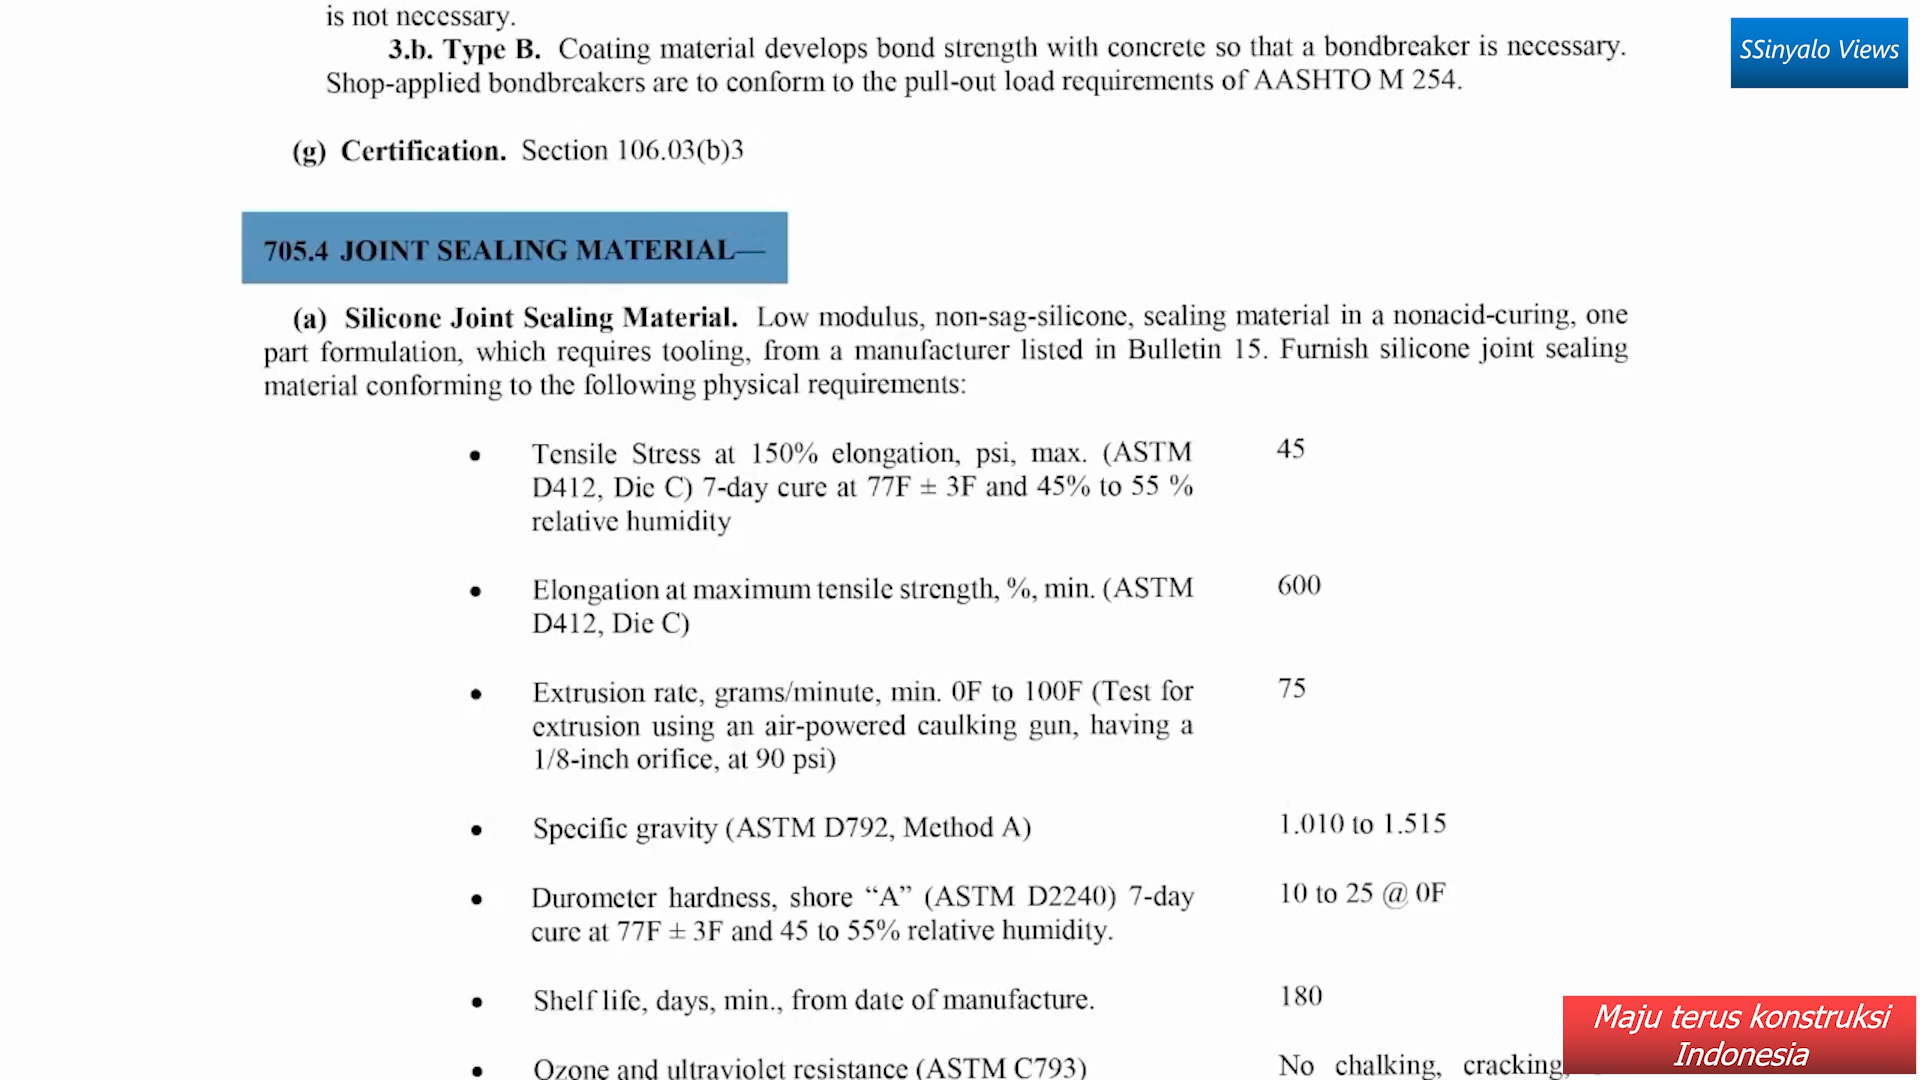 is not necessary.
3.b. Type B. Coating material develops bond strength with concrete so that a bondbreaker is necessary.
Shop-applied bondbreakers are to conform to the pull-out load requirements of AASHTO M 254.
(g) Certification. Section 106.03(b)3
705.4 JOINT SEALING MATERIAL—
(a) Silicone Joint Sealing Material. Low modulus, non-sag-silicone, sealing material in a nonacid-curing, one
part formulation, which requires tooling, from a manufacturer listed in Bulletin 15. Furnish silicone joint sealing
material conforming to the following physical requirements:
• Tensile Stress at 150% elongation, psi, max. (ASTM 45
D412, Die C) 7-day cure at 77F ± 3F and 45% to 55 %
relative humidity
• Elongation at maximum tensile strength, %, min. (ASTM 600
D412, Die C)
• Extrusion rate, grams/minute, min. 0F to 100F (Test for 75
extrusion using an air-powered caulking gun, having a
1/8-inch orifice, at 90 psi)
• Specific gravity (ASTM D792, Method A) 1.010 to 1.515
• Durometer hardness, shore “A” (ASTM D2240) 7-day 10 to 25 @ 0F
cure at 77F ± 3F and 45 to 55% relative humidity.
• Shelf life, days, min., from date of manufacture. 180
• Ozone and ultraviolet resistance (ASTM C793) No chalking, cracking,
SSinyalo Views
Maju terus konstruksi
Indonesia